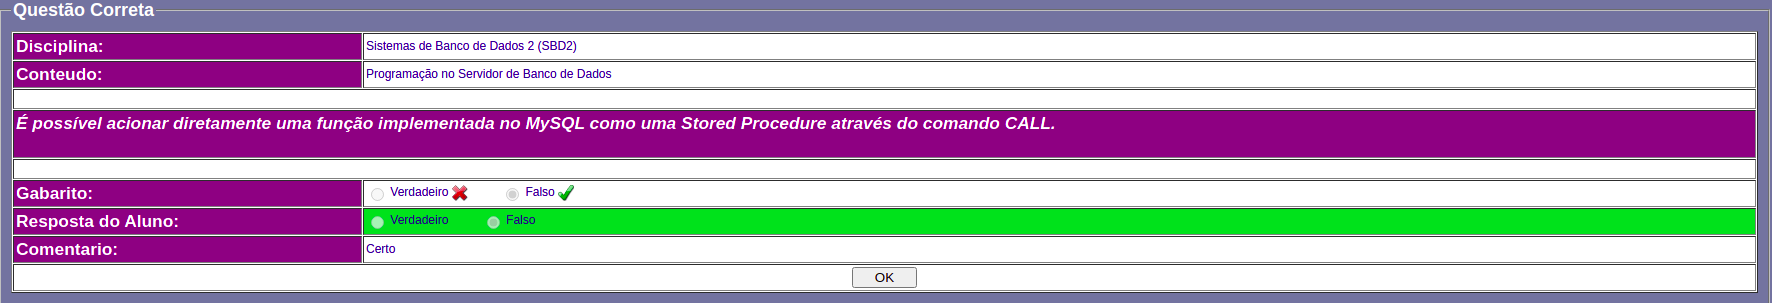 Questão Correta
Disciplina: Sistemas de Banco de Dados 2 (SBD2)
Conteudo: Programação no Servidor de Banco de Dados
É possível acionar diretamente uma função implementada no MySQL como uma Stored Procedure através do comando CALL.
Gabarito: Verdadeiro Falso
Resposta do Aluno: Verdadeiro Falso
Comentario: Certo
OK